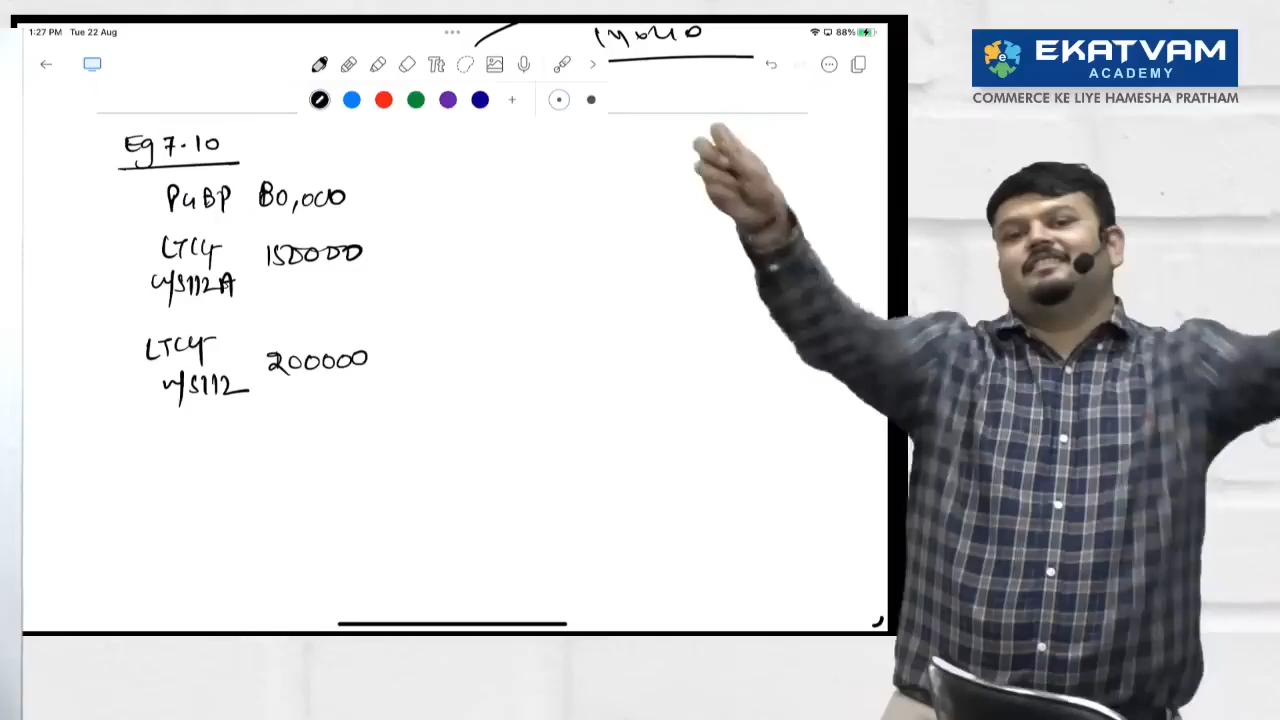 1:27 PM Tue 22 Aug
88%
EKATVAM
ACADEMY
COMMERCE KE LIYE HAMESHA PRATHAM
Eg 7.10
PGBP 80,000
LTCG 150000
u/s 112A
LTCG 200000
u/s 112